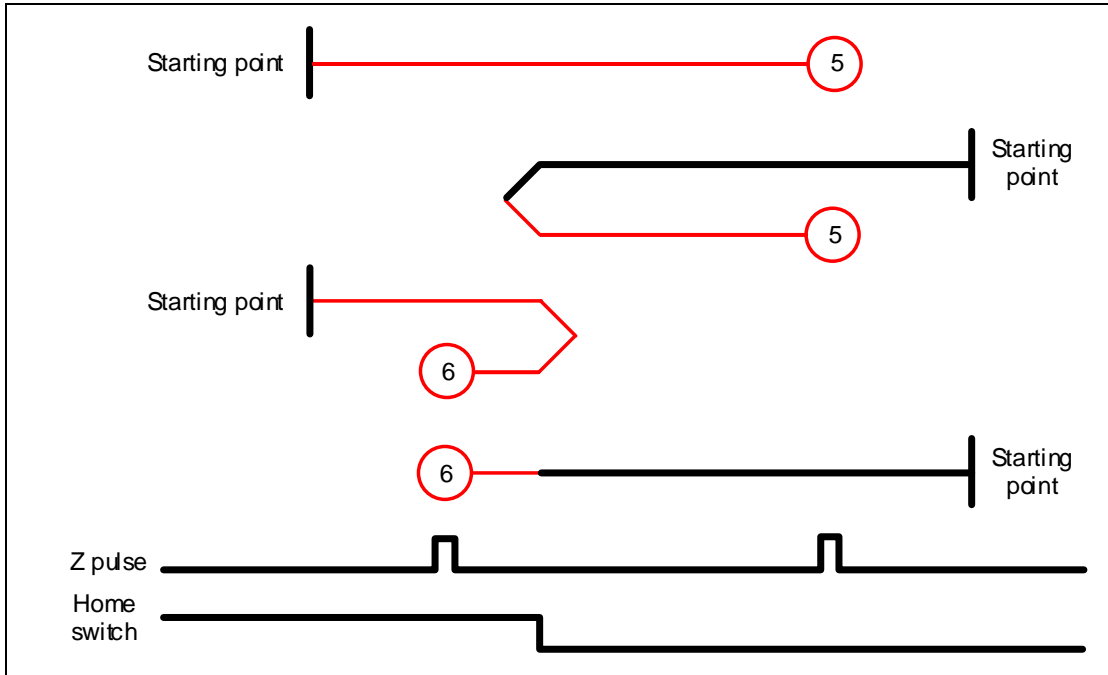 Starting point
5
Starting
point
5
Starting point
6
6
Starting
point
Z pulse
Home
switch